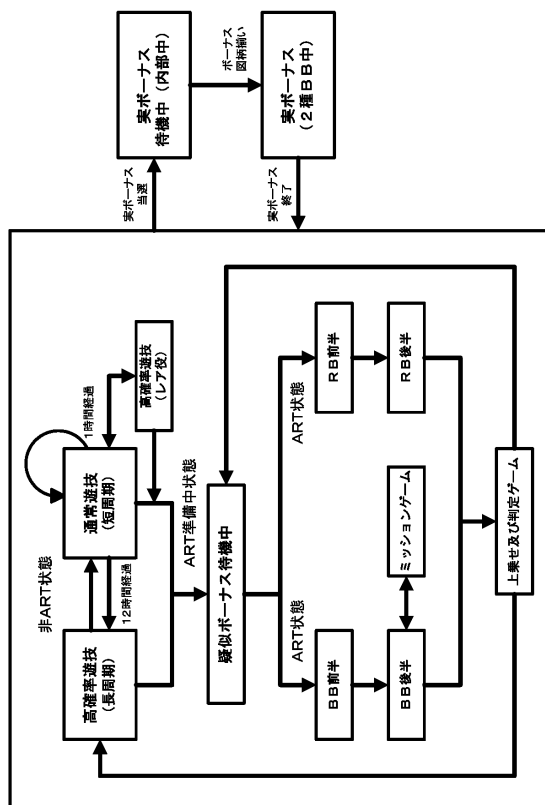 非ART状態
高確率遊技
(長周期)
12時間経過
通常遊技
(短周期)
1時間経過
高確率遊技
(レア役)
ART準備中状態
疑似ボーナス待機中
ART状態
ART状態
BB前半
BB後半
ミッションゲーム
RB前半
RB後半
上乗せ及び判定ゲーム
実ボーナス
当選
実ボーナス
待機中(内部中)
ボーナス
図柄揃い
実ボーナス
(2種BB中)
実ボーナス
終了